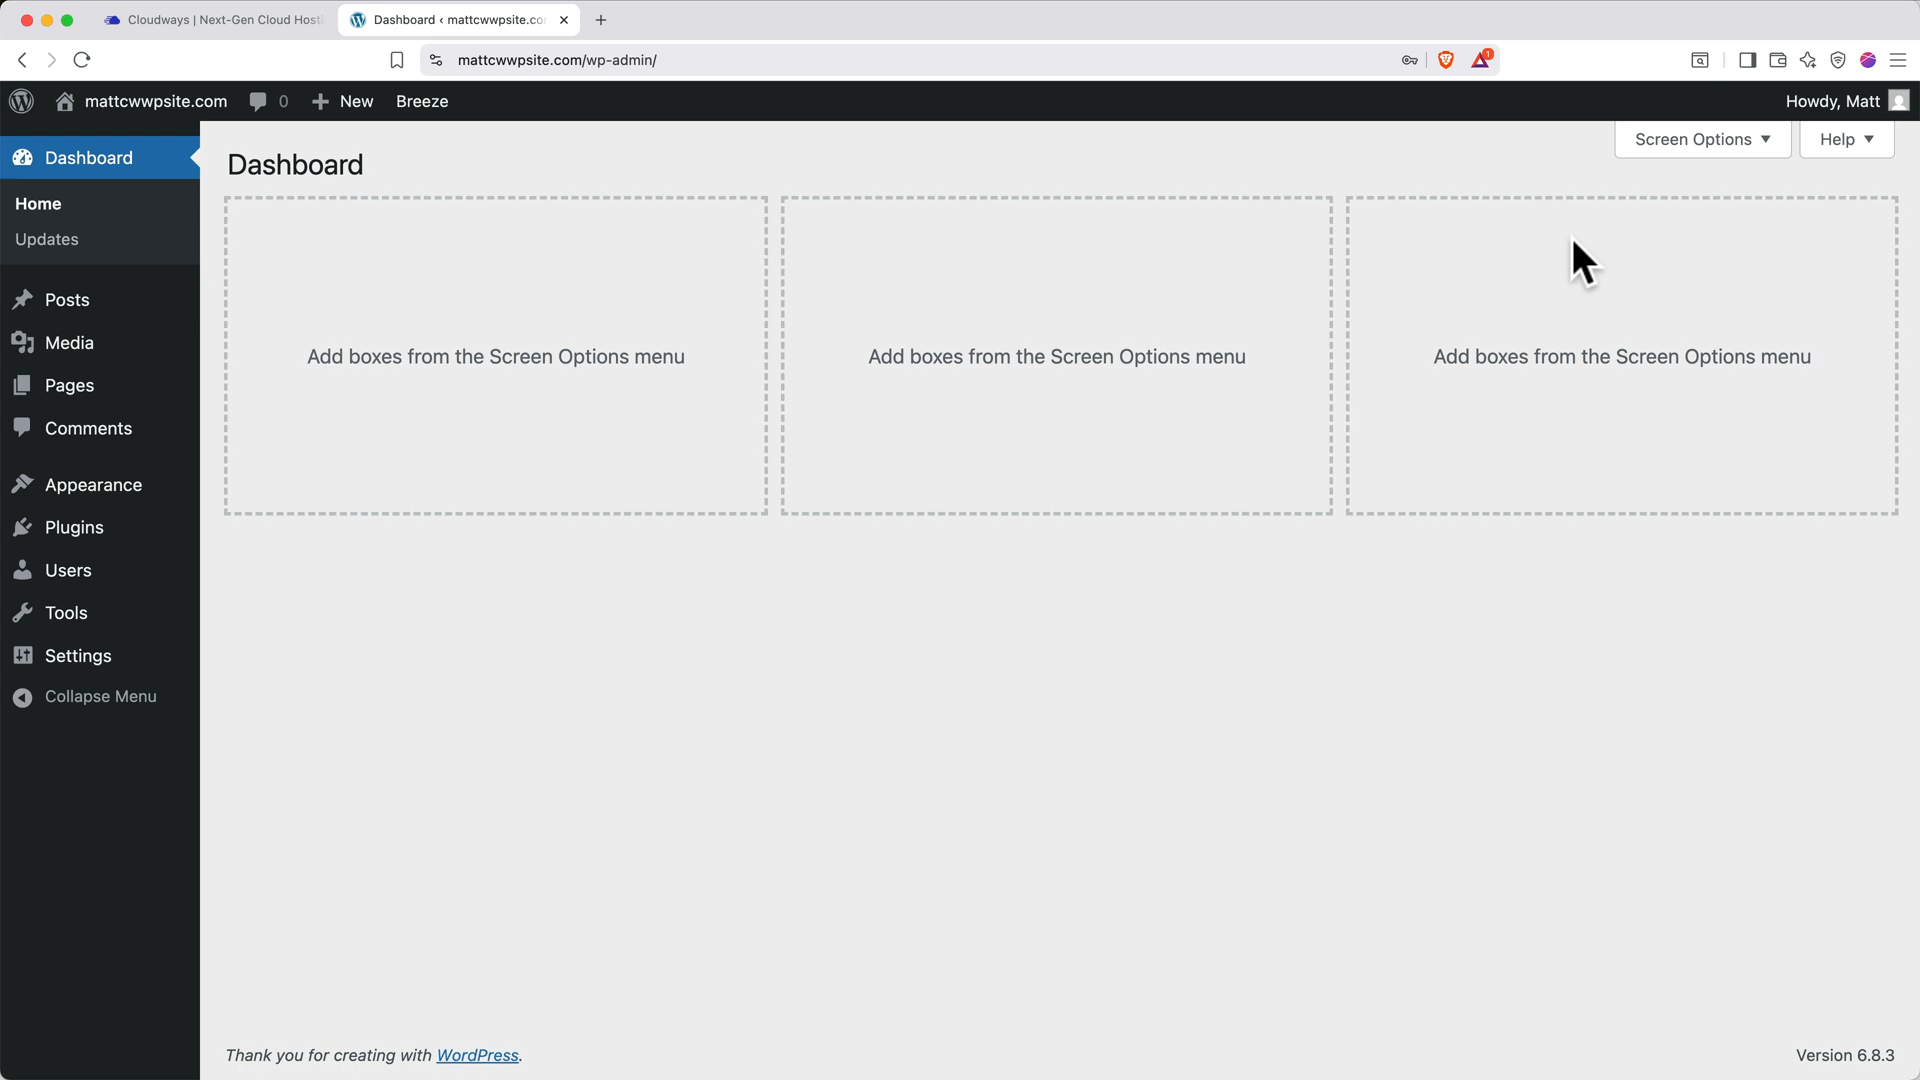 Cloudways | Next-Gen Cloud Hosti
Dashboard ‹ mattcwwpsite.co
mattcwwpsite.com/wp-admin/
1
mattcwwpsite.com
0
New
Breeze
Howdy, Matt
Screen Options
Help
Dashboard
Home
Updates
Posts
Media
Pages
Comments
Appearance
Plugins
Users
Tools
Settings
Collapse Menu
Dashboard
Add boxes from the Screen Options menu
Add boxes from the Screen Options menu
Add boxes from the Screen Options menu
Thank you for creating with WordPress.
Version 6.8.3